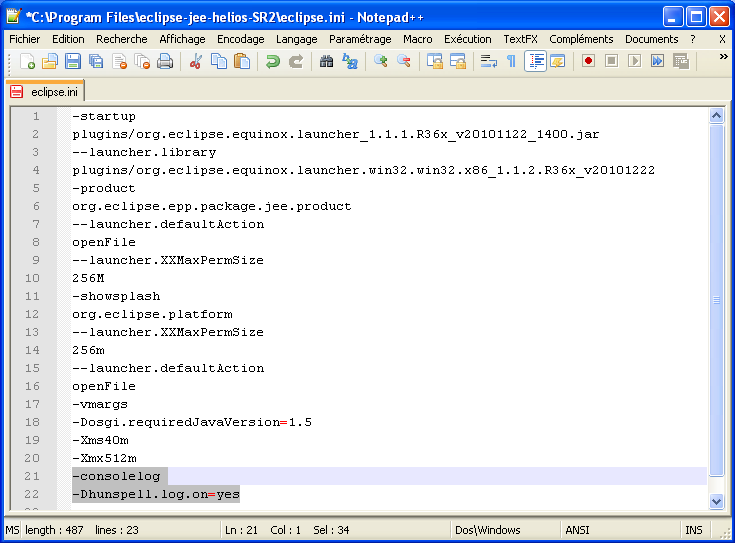 *C:\Program Files\eclipse-jee-helios-SR2\eclipse.ini - Notepad++
Fichier Edition Recherche Affichage Encodage Langage Paramétrage Macro Exécution TextFX Compléments Documents ? X
eclipse.ini
1 -startup
2 plugins/org.eclipse.equinox.launcher_1.1.1.R36x_v20101122_1400.jar
3 --launcher.library
4 plugins/org.eclipse.equinox.launcher.win32.win32.x86_1.1.2.R36x_v20101222
5 -product
6 org.eclipse.epp.package.jee.product
7 --launcher.defaultAction
8 openFile
9 --launcher.XXMaxPermSize
10 256M
11 -showsplash
12 org.eclipse.platform
13 --launcher.XXMaxPermSize
14 256m
15 --launcher.defaultAction
16 openFile
17 -vmargs
18 -Dosgi.requiredJavaVersion=1.5
19 -Xms40m
20 -Xmx512m
21 -consolelog
22 -Dhunspell.log.on=yes
MS length : 487 lines : 23 Ln : 21 Col : 1 Sel : 34 Dos\Windows ANSI INS